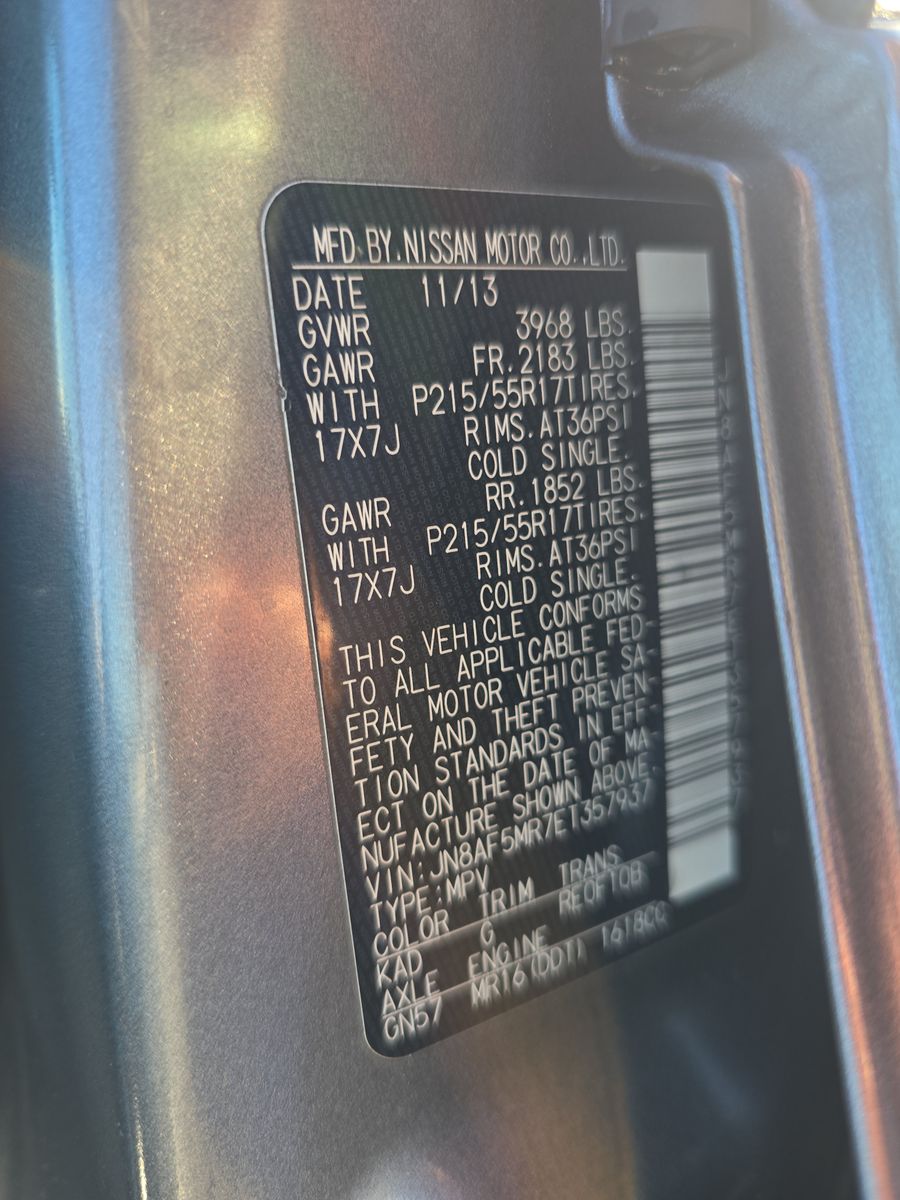 MFD BY.NISSAN MOTOR CO.,LTD.
DATE 11/13
GVWR 3968 LBS.
GAWR FR.2183 LBS.
WITH P215/55R17TIRES.
17X7J RIMS.AT36PSI
COLD SINGLE.
GAWR RR.1852 LBS.
WITH P215/55R17TIRES.
17X7J RIMS.AT36PSI
COLD SINGLE.
THIS VEHICLE CONFORMS
TO ALL APPLICABLE FED-
ERAL MOTOR VEHICLE SA-
FETY AND THEFT PREVEN-
TION STANDARDS IN EFF-
ECT ON THE DATE OF MA-
NUFACTURE SHOWN ABOVE.
VIN:JN8AF5MR7ET357937
TYPE:MPV
COLOR TRIM TRANS
KAD G RE0F10B
AXLE ENGINE
GN57 MR16(DDT) 1618CC